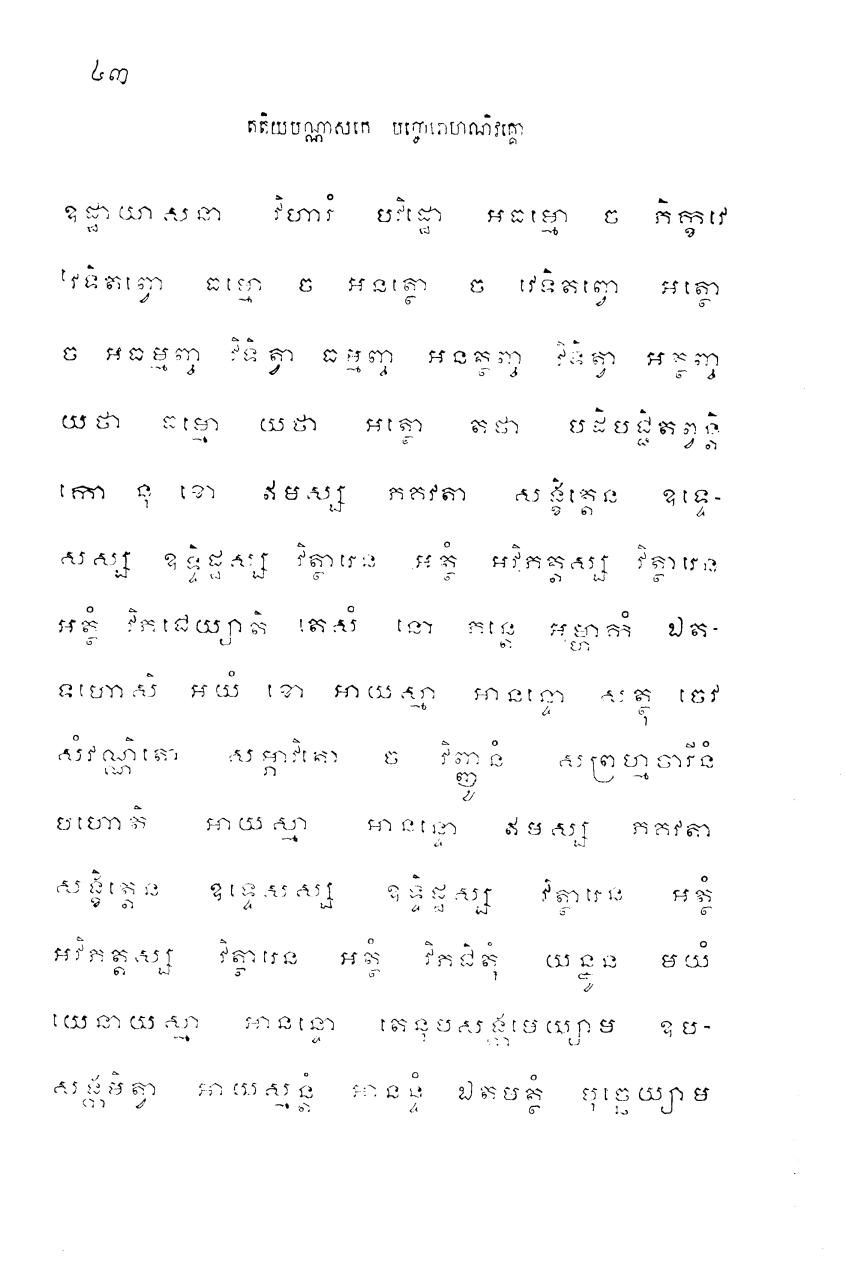 ៤៣
តតិយបណ្ណាសកេ បច្ចោរោហណិវគ្គោ
ឧដ្ឋាយាសនា វិហារំ បវិដ្ឋោ អធម្មោ ច ភិក្ខវេ
វេទិតព្វោ ធម្មោ ច អនត្ថោ ច វេទិតព្វោ អត្ថោ
ច អធម្មញ្ច វិទិត្វា ធម្មញ្ច អនត្ថញ្ច វិទិត្វា អត្ថញ្ច
យថា ធម្មោ យថា អត្ថោ តថា បដិបជ្ជិតព្វន្តិ
កោ នុ ខោ ឥមស្ស ភគវតា សង្ខិត្តេន ឧទ្ទេ-
សស្ស ឧទ្ទិដ្ឋស្ស វិត្ថារេន អត្ថំ អវិភត្តស្ស វិត្ថារេន
អត្ថំ វិភជេយ្យាតិ តេសំ នោ ភន្តេ អម្ហាកំ ឯត-
ទហោសិ អយំ ខោ អាយស្មា អានន្ទោ សត្ថុ ចេវ
សំវណ្ណិតោ សម្ភាវិតោ ច វិញ្ញូនំ សព្រហ្មចារីនំ
បហោតិ អាយស្មា អានន្ទោ ឥមស្ស ភគវតា
សង្ខិត្តេន ឧទ្ទេសស្ស ឧទ្ទិដ្ឋស្ស វិត្ថារេន អត្ថំ
អវិភត្តស្ស វិត្ថារេន អត្ថំ វិភជិតុំ យន្នូន មយំ
យេនាយស្មា អានន្ទោ តេនុបសង្កមេយ្យាម ឧប-
សង្កមិត្វា អាយស្មន្តំ អានន្ទំ ឯតមត្ថំ បុច្ឆេយ្យាម